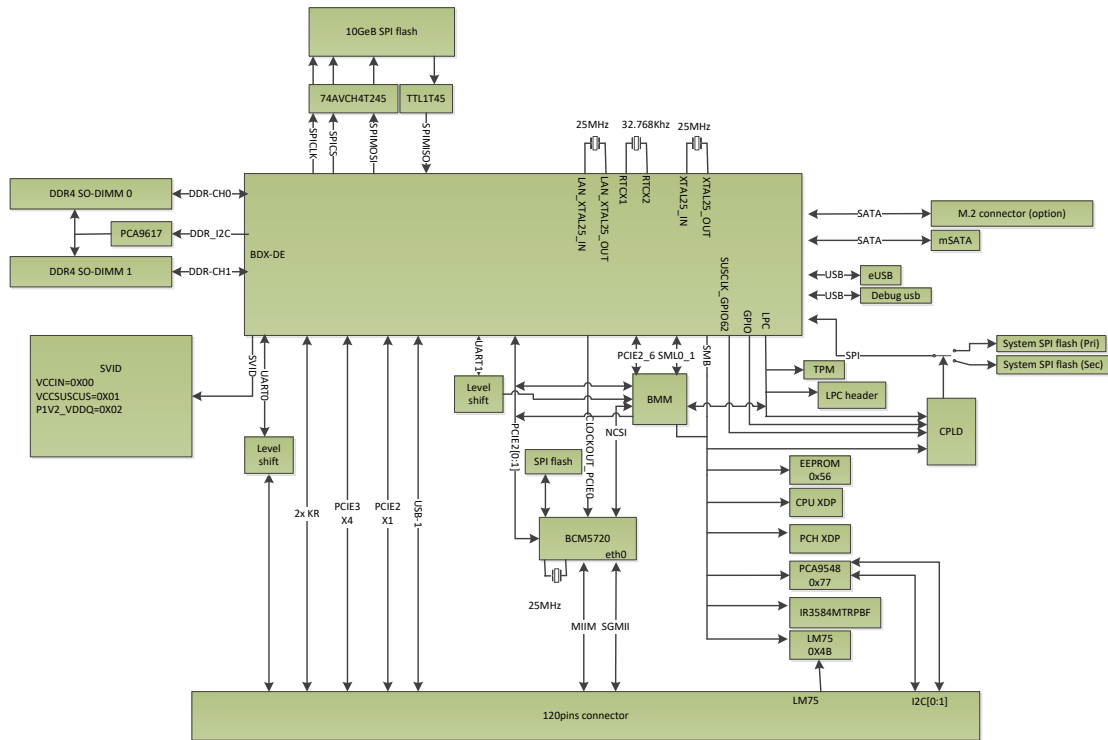 10GeB SPI flash
74AVCH4T245
TTL1T45
SPICLK
SPICS
SPIMOSI
SPIMISO
25MHz
32.768Khz
25MHz
LAN_XTAL25_IN
LAN_XTAL25_OUT
RTCX1
RTCX2
XTAL25_IN
XTAL25_OUT
DDR4 SO-DIMM 0
DDR-CH0
PCA9617
DDR_I2C
DDR4 SO-DIMM 1
DDR-CH1
BDX-DE
SATA
M.2 connector (option)
SATA
mSATA
USB
eUSB
USB
Debug usb
SUSCLK_GPIO62
GPIO
LPC
SPI
System SPI flash (Pri)
System SPI flash (Sec)
SVID
VCCIN=0X00
VCCSUSCUS=0X01
P1V2_VDDQ=0X02
SVID
UART0
UART1
PCIE2_6
SML0_1
SMB
Level
shift
BMM
TPM
LPC header
CPLD
Level
shift
PCIE2[0:1]
CLOCKOUT_PCIE0
NCSI
SPI flash
EEPROM
0x56
CPU XDP
2x KR
PCIE3
X4
PCIE2
X1
USB-1
BCM5720
eth0
PCH XDP
PCA9548
0x77
25MHz
MIIM
SGMII
IR3584MTRPBF
LM75
0X4B
LM75
I2C[0:1]
120pins connector